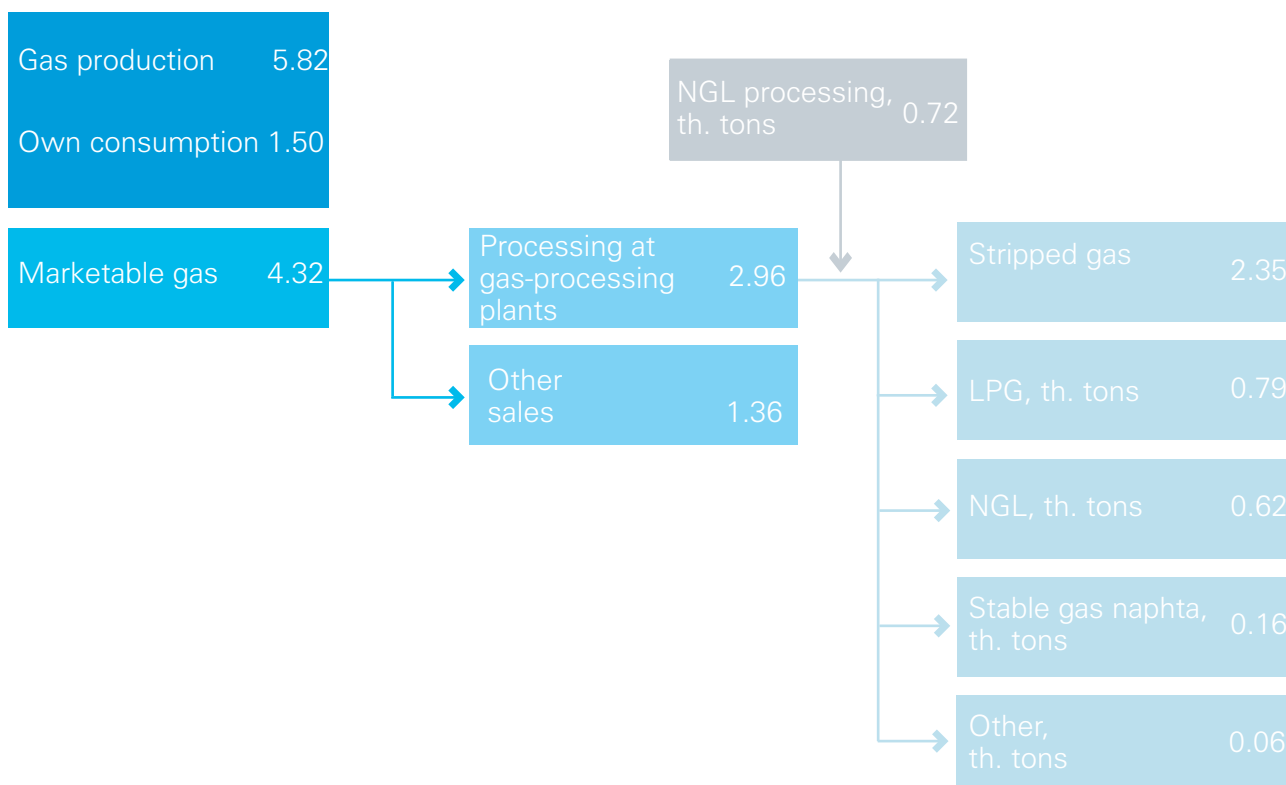 Gas production 5.82
Own consumption 1.50
Marketable gas 4.32
NGL processing,
th. tons 0.72
Processing at
gas-processing 2.96
plants
Other
sales 1.36
Stripped gas 2.35
LPG, th. tons 0.79
NGL, th. tons 0.62
Stable gas naphta,
th. tons 0.16
Other,
th. tons 0.06